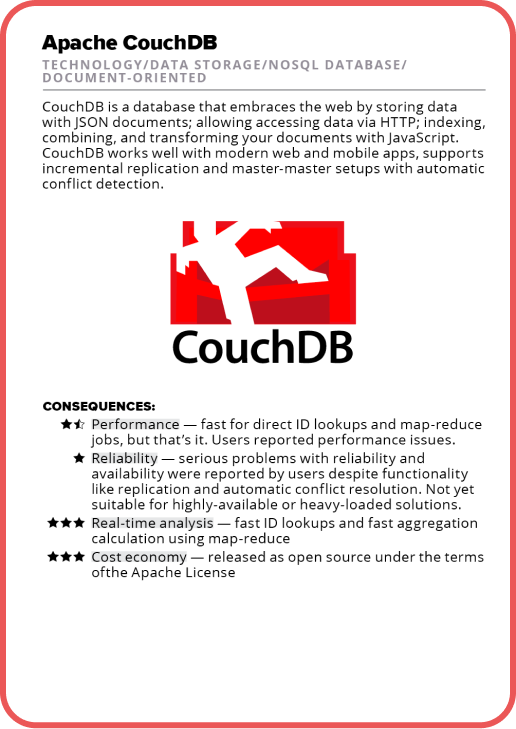 Apache CouchDB
TECHNOLOGY/DATA STORAGE/NOSQL DATABASE/
DOCUMENT-ORIENTED
CouchDB is a database that embraces the web by storing data
with JSON documents; allowing accessing data via HTTP; indexing,
combining, and transforming your documents with JavaScript.
CouchDB works well with modern web and mobile apps, supports
incremental replication and master-master setups with automatic
conflict detection.
CouchDB
CONSEQUENCES:
Performance — fast for direct ID lookups and map-reduce
jobs, but that’s it. Users reported performance issues.
Reliability — serious problems with reliability and
availability were reported by users despite functionality
like replication and automatic conflict resolution. Not yet
suitable for highly-available or heavy-loaded solutions.
Real-time analysis — fast ID lookups and fast aggregation
calculation using map-reduce
Cost economy — released as open source under the terms
ofthe Apache License